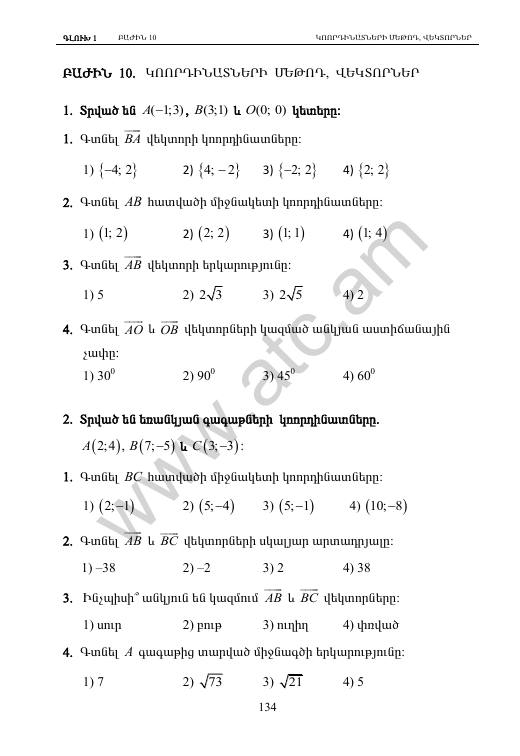 ԳԼՈՒԽ 1 ԲԱԺԻՆ 10 ԿՈՈՐԴԻՆԱՏՆԵՐԻ ՄԵԹՈԴ, ՎԵԿՏՈՐՆԵՐ
ԲԱԺԻՆ 10. ԿՈՈՐԴԻՆԱՏՆԵՐԻ ՄԵԹՈԴ, ՎԵԿՏՈՐՆԵՐ
1. Տրված են A(−1;3), B(3;1) և O(0; 0) կետերը:
1. Գտնել BA վեկտորի կոորդինատները:
1) {−4; 2} 2) {4; −2} 3) {−2; 2} 4) {2; 2}
2. Գտնել AB հատվածի միջնակետի կոորդինատները:
1) (1; 2) 2) (2; 2) 3) (1; 1) 4) (1; 4)
3. Գտնել AB վեկտորի երկարությունը:
1) 5 2) 2√3 3) 2√5 4) 2
4. Գտնել AO և OB վեկտորների կազմած անկյան աստիճանային
չափը:
1) 30⁰ 2) 90⁰ 3) 45⁰ 4) 60⁰
2. Տրված են եռանկյան գագաթների կոորդինատները.
A(2;4), B(7;−5) և C(3;−3):
1. Գտնել BC հատվածի միջնակետի կոորդինատները:
1) (2;−1) 2) (5;−4) 3) (5;−1) 4) (10;−8)
2. Գտնել AB և BC վեկտորների սկալյար արտադրյալը:
1) –38 2) –2 3) 2 4) 38
3. Ինչպիսի՞ անկյուն են կազմում AB և BC վեկտորները:
1) սուր 2) բութ 3) ուղիղ 4) փռված
4. Գտնել A գագաթից տարված միջնագծի երկարությունը:
1) 7 2) √73 3) √21 4) 5
134
www.atc.am